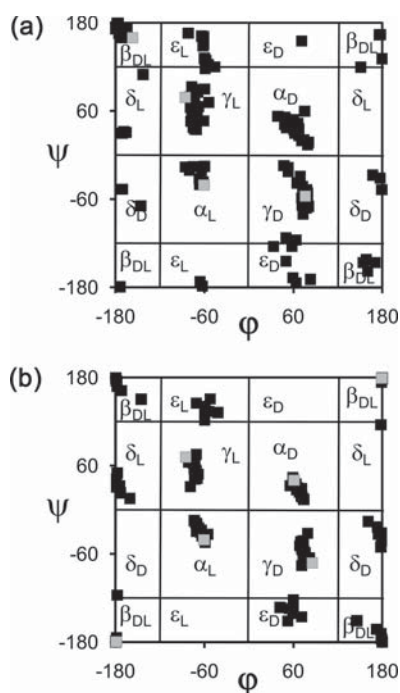 (a)
180
β_DL ε_L ε_D β_DL
60 δ_L γ_L α_D δ_L
ψ
-60 δ_D α_L γ_D δ_D
β_DL ε_L ε_D β_DL
-180
-180 -60 60 180
φ
(b)
180
β_DL ε_L ε_D β_DL
60 δ_L γ_L α_D δ_L
ψ
-60 δ_D α_L γ_D δ_D
β_DL ε_L ε_D β_DL
-180
-180 -60 60 180
φ